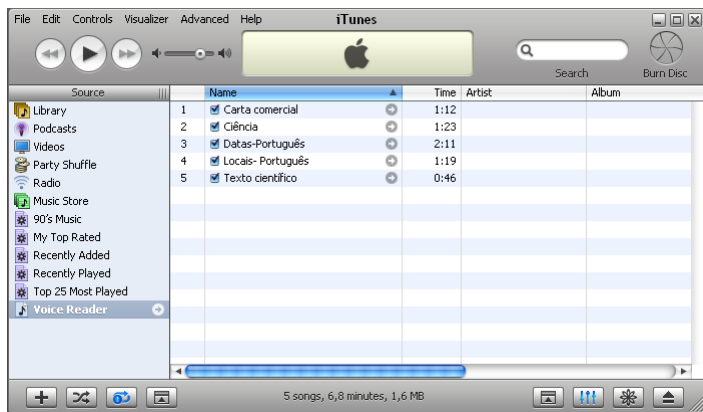 File Edit Controls Visualizer Advanced Help iTunes
Search Burn Disc
Source Name Time Artist Album
Library
Podcasts
Videos
Party Shuffle
Radio
Music Store
90's Music
My Top Rated
Recently Added
Recently Played
Top 25 Most Played
Voice Reader
1 Carta comercial 1:12
2 Ciência 1:23
3 Datas-Português 2:11
4 Locais- Português 1:19
5 Texto científico 0:46
5 songs, 6,8 minutes, 1,6 MB